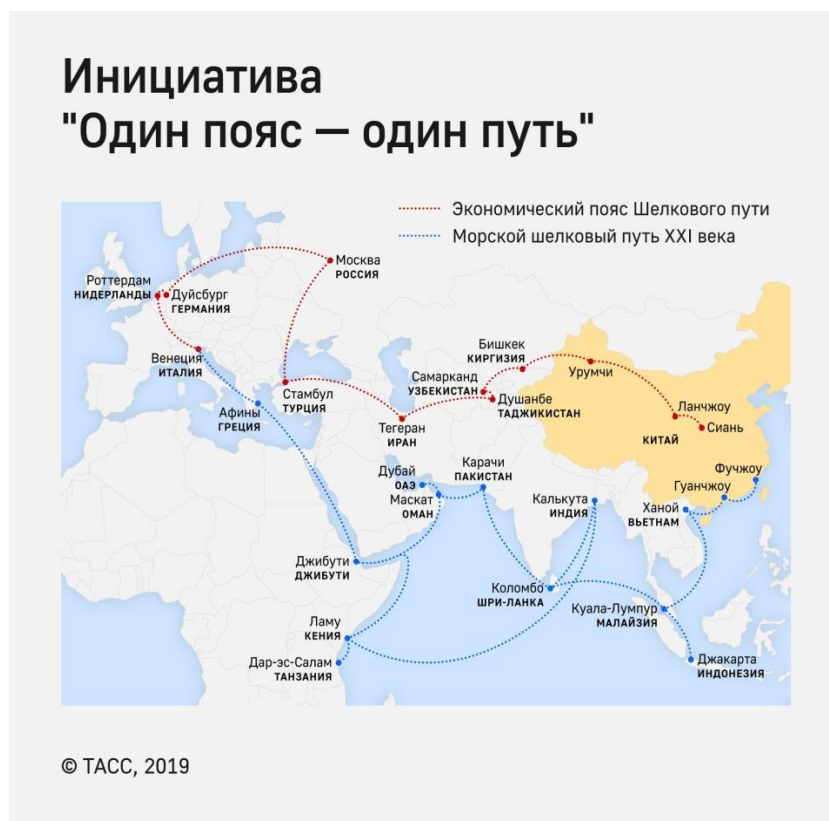 Инициатива
"Один пояс — один путь"
Экономический пояс Шелкового пути
Морской шелковый путь XXI века
Москва
РОССИЯ
Роттердам
НИДЕРЛАНДЫ
Дуйсбург
ГЕРМАНИЯ
Венеция
ИТАЛИЯ
Бишкек
КИРГИЗИЯ
Урумчи
Самарканд
УЗБЕКИСТАН
Душанбе
ТАДЖИКИСТАН
Стамбул
ТУРЦИЯ
Афины
ГРЕЦИЯ
Тегеран
ИРАН
Ланчжоу
Сиань
КИТАЙ
Дубай
ОАЭ
Маскат
ОМАН
Карачи
ПАКИСТАН
Калькута
ИНДИЯ
Фучжоу
Гуанчжоу
Ханой
ВЬЕТНАМ
Джибути
ДЖИБУТИ
Коломбо
ШРИ-ЛАНКА
Куала-Лумпур
МАЛАЙЗИЯ
Ламу
КЕНИЯ
Дар-эс-Салам
ТАНЗАНИЯ
Джакарта
ИНДОНЕЗИЯ
© ТАСС, 2019